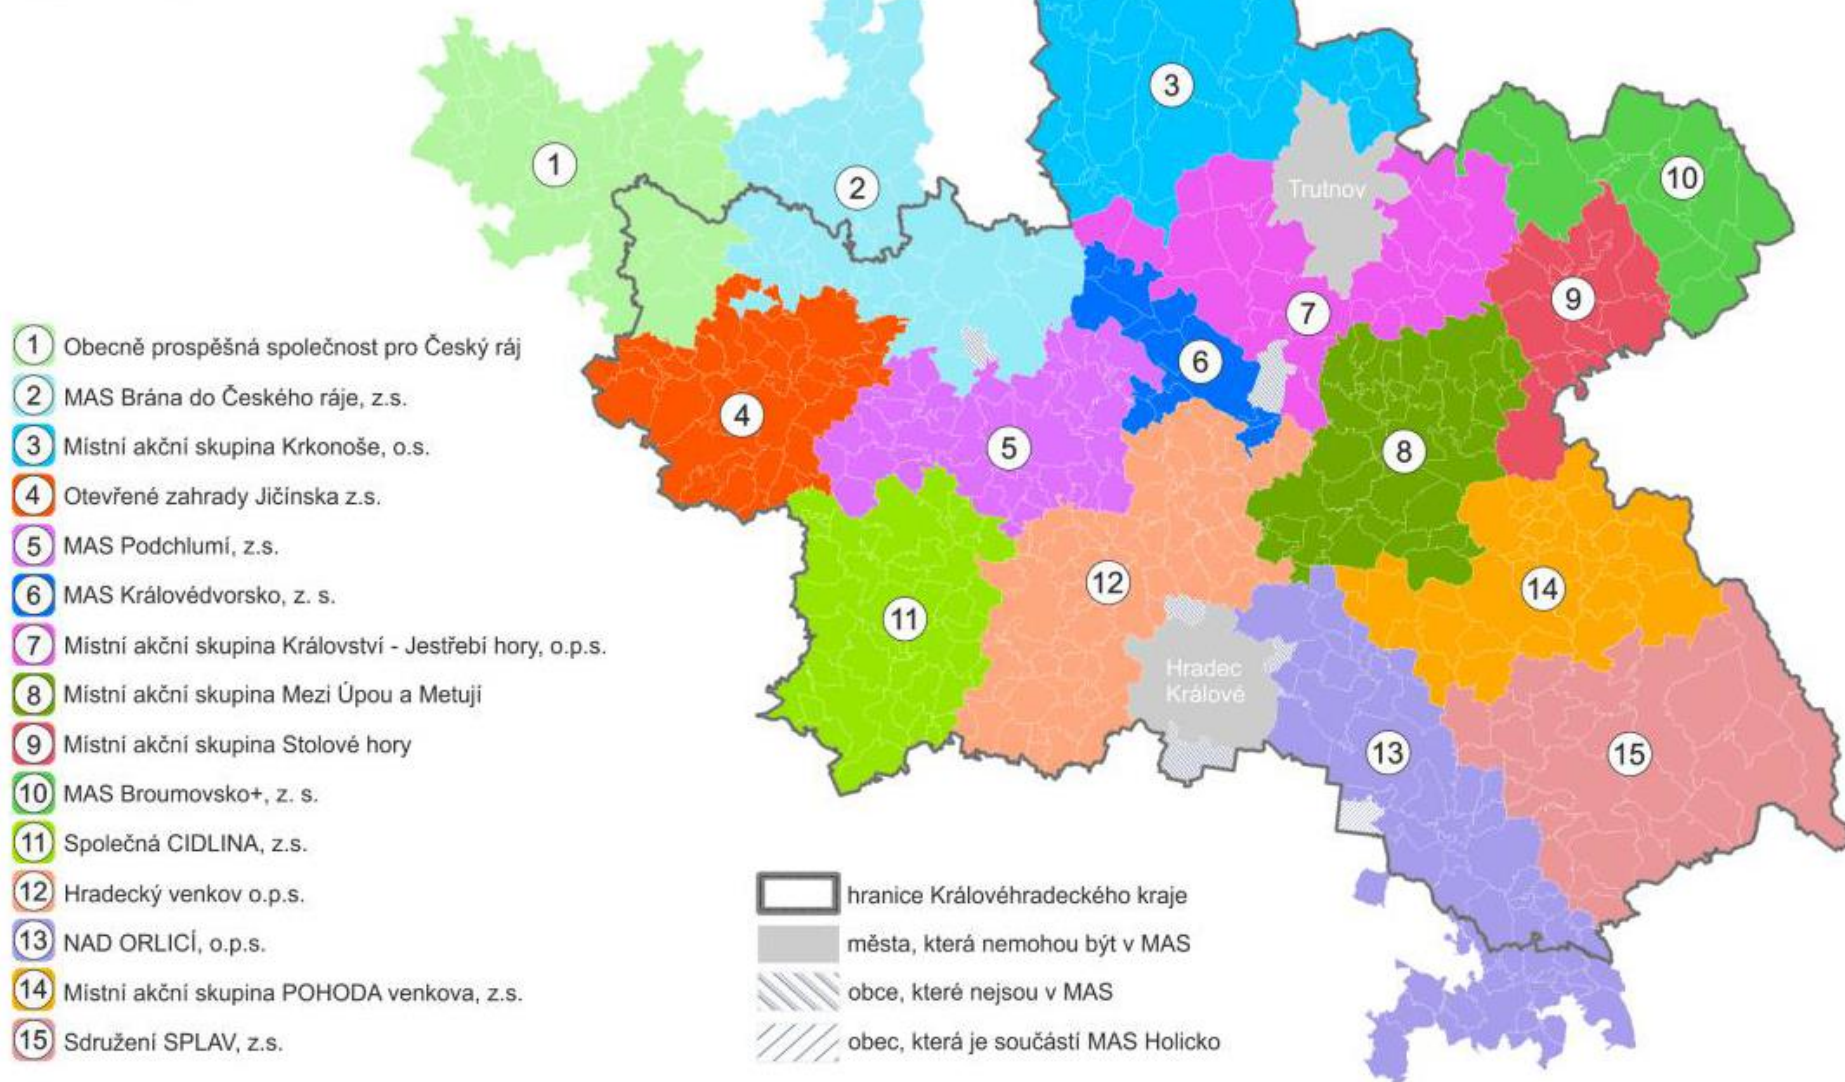 1
2
3
Trutnov
10
9
7
6
4
5
8
12
14
11
Hradec
Králové
13
15
1 Obecně prospěšná společnost pro Český ráj
2 MAS Brána do Českého ráje, z.s.
3 Místní akční skupina Krkonoše, o.s.
4 Otevřené zahrady Jičínska z.s.
5 MAS Podchlumí, z.s.
6 MAS Královédvorsko, z. s.
7 Místní akční skupina Království - Jestřebí hory, o.p.s.
8 Místní akční skupina Mezi Úpou a Metují
9 Místní akční skupina Stolové hory
10 MAS Broumovsko+, z. s.
11 Společná CIDLINA, z.s.
12 Hradecký venkov o.p.s.
13 NAD ORLICÍ, o.p.s.
14 Místní akční skupina POHODA venkova, z.s.
15 Sdružení SPLAV, z.s.
hranice Královéhradeckého kraje
města, která nemohou být v MAS
obce, které nejsou v MAS
obec, která je součástí MAS Holicko